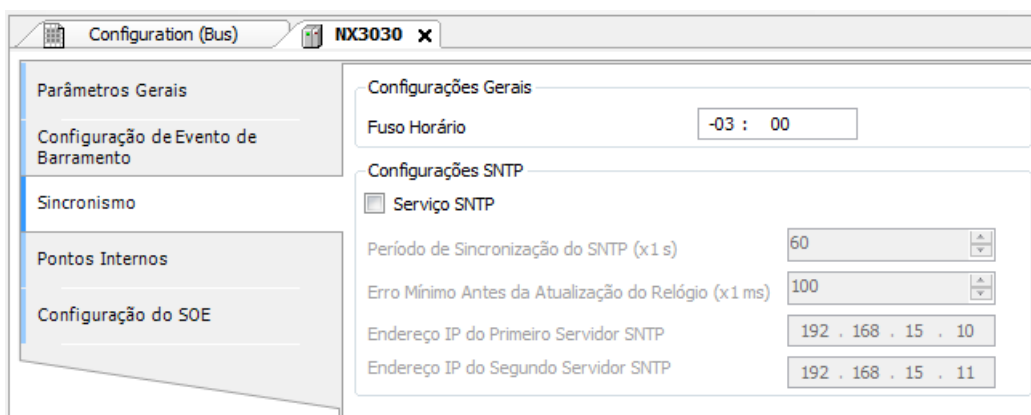 Configuration (Bus)
NX3030
Parâmetros Gerais
Configuração de Evento de
Barramento
Sincronismo
Pontos Internos
Configuração do SOE
Configurações Gerais
Fuso Horário -03 : 00
Configurações SNTP
Serviço SNTP
Período de Sincronização do SNTP (x1 s) 60
Erro Mínimo Antes da Atualização do Relógio (x1 ms) 100
Endereço IP do Primeiro Servidor SNTP 192 . 168 . 15 . 10
Endereço IP do Segundo Servidor SNTP 192 . 168 . 15 . 11